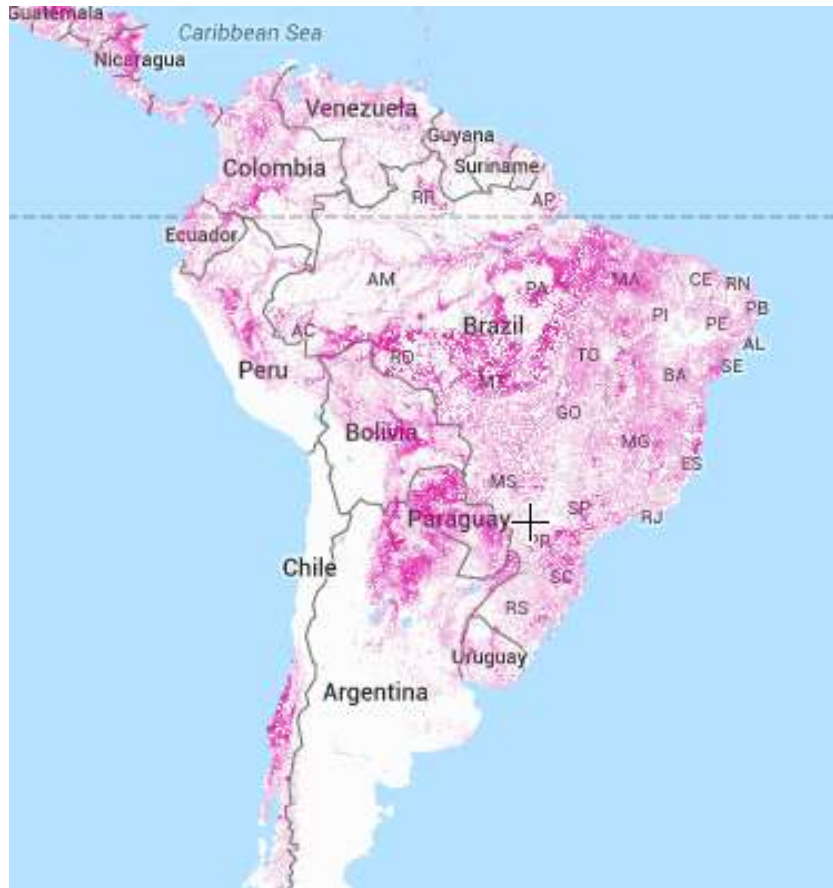 Guatemala
Caribbean Sea
Nicaragua
Venezuela
Guyana
Colombia
Suriname
RR
AP
Ecuador
AM
PA
MA
CE
RN
PI
PB
Brazil
PE
AC
RO
TO
AL
Peru
MT
BA
SE
GO
Bolivia
MG
ES
MS
SP
Paraguay
RJ
PR
Chile
SC
RS
Uruguay
Argentina